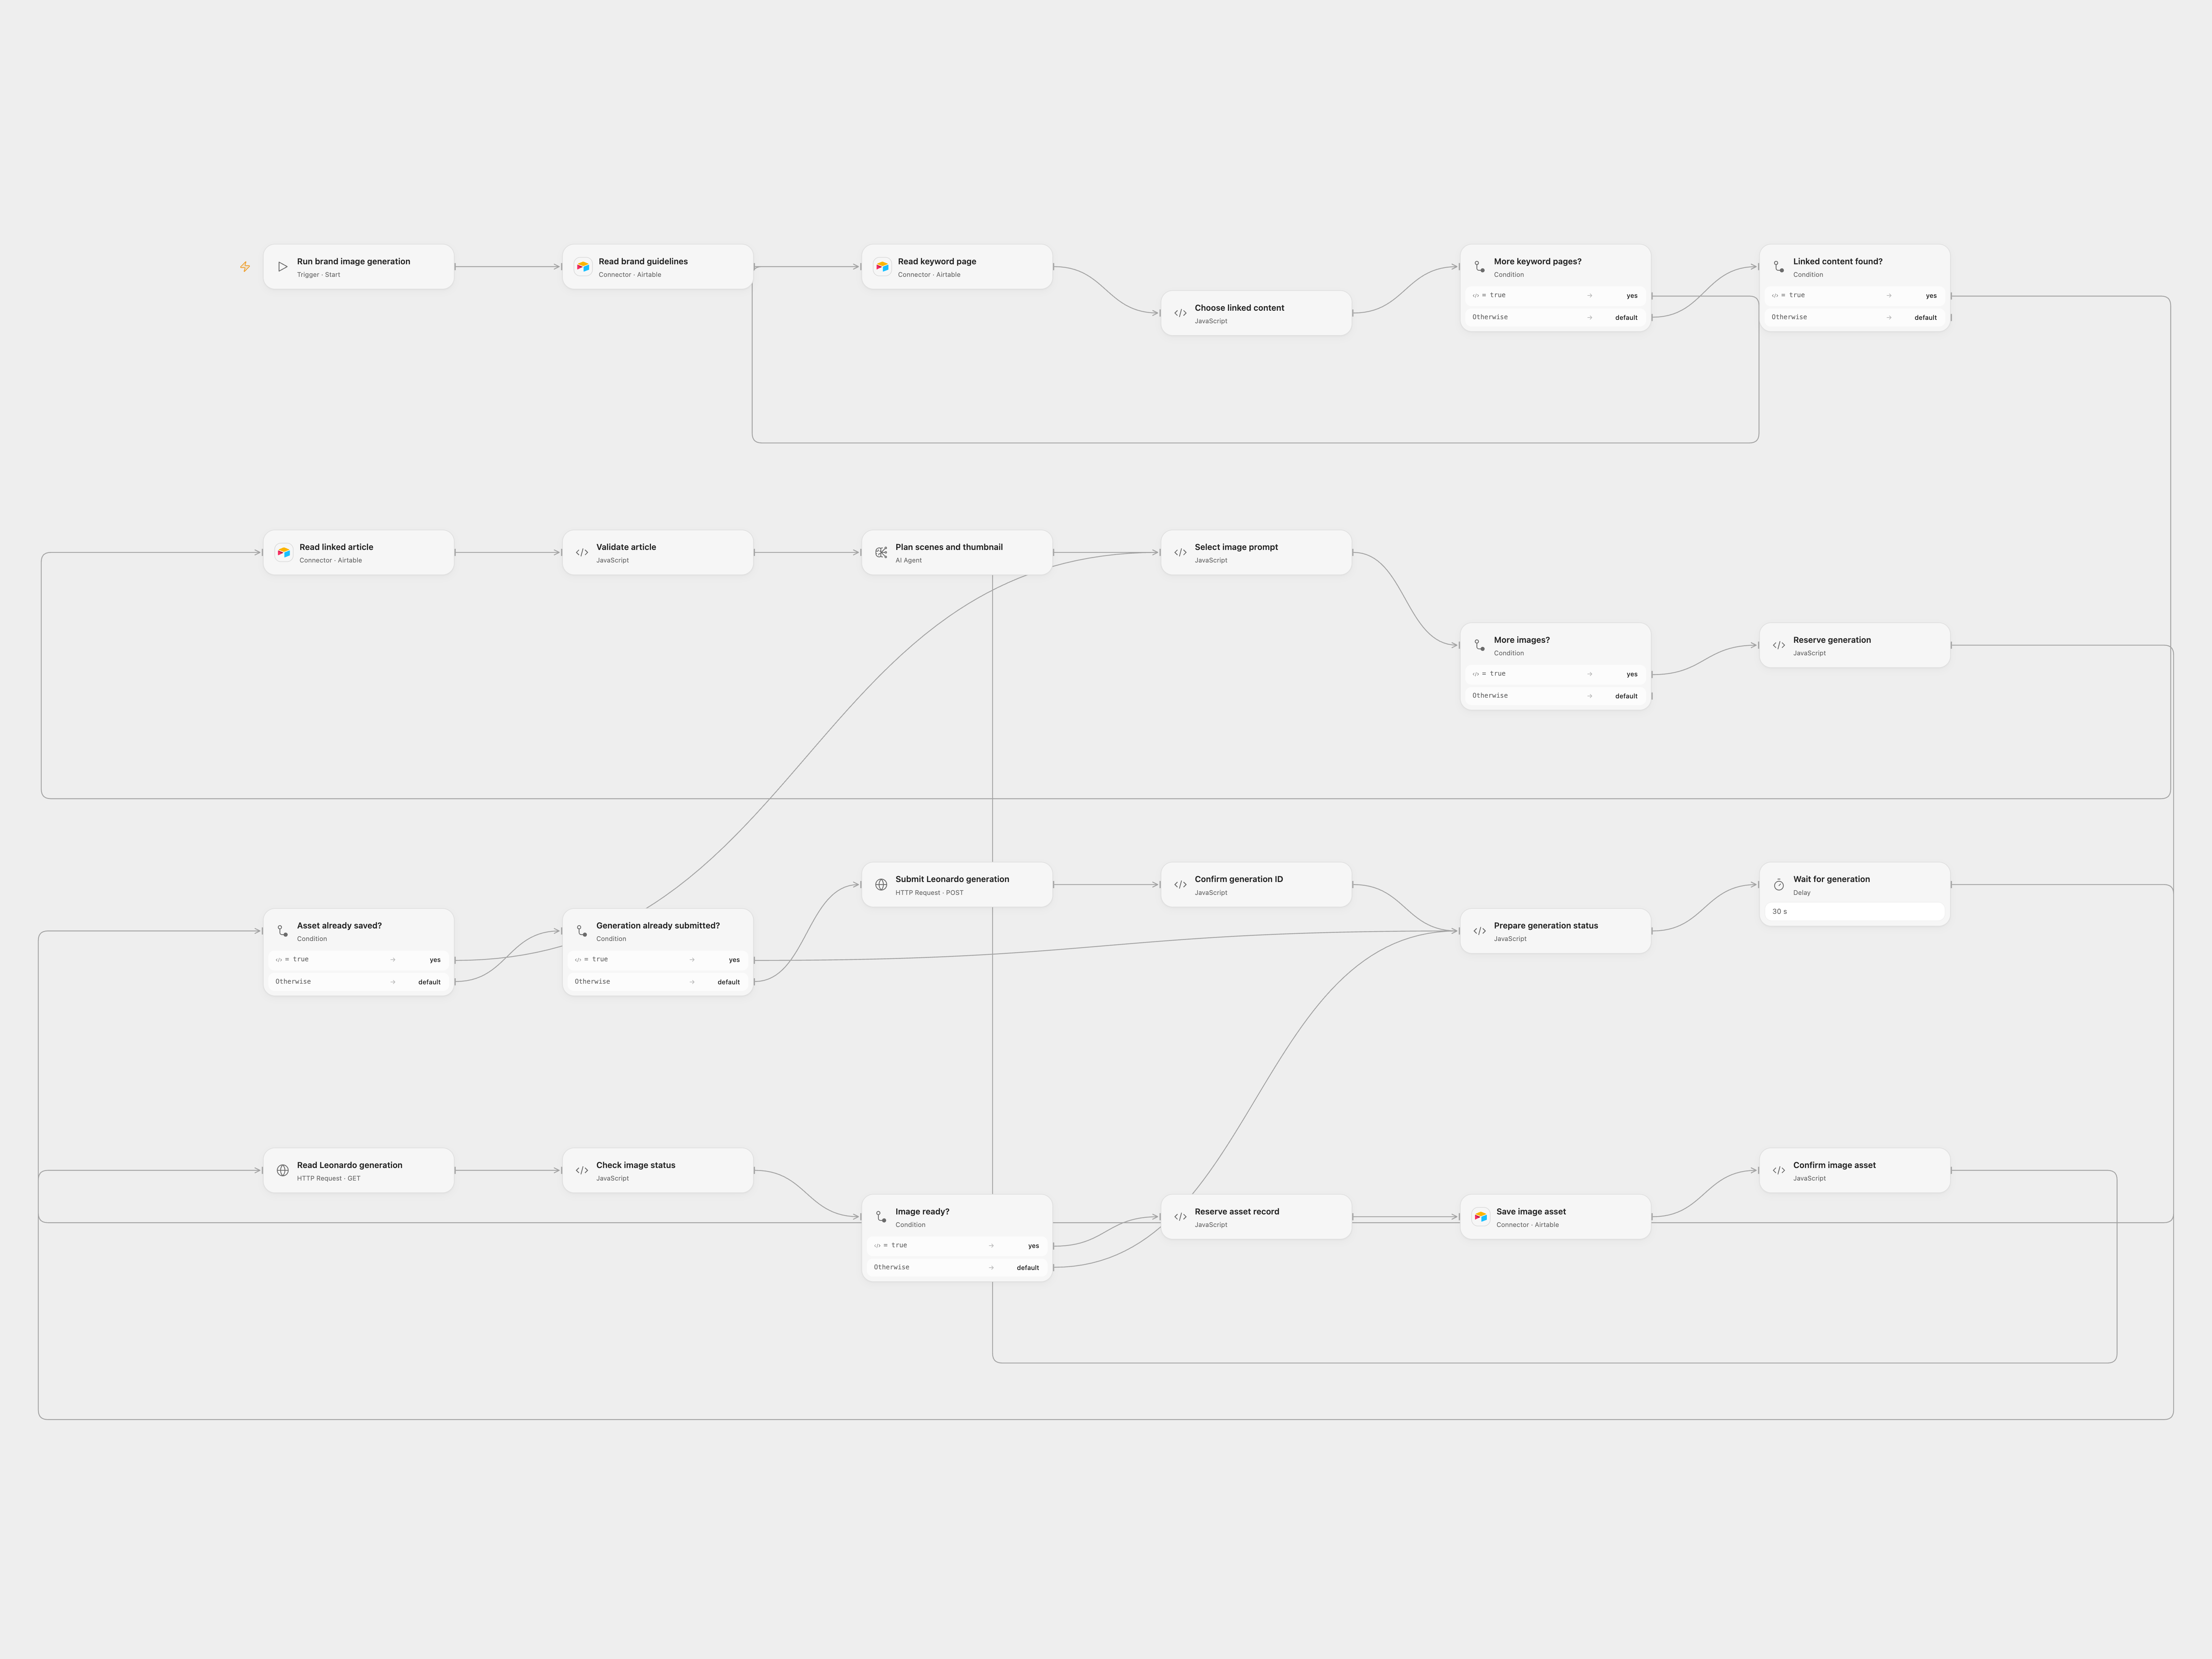 Run brand image generation
Trigger · Start
Read brand guidelines
Connector · Airtable
Read keyword page
Connector · Airtable
Choose linked content
JavaScript
More keyword pages?
Condition
= true → yes
Otherwise → default
Linked content found?
Condition
= true → yes
Otherwise → default
Read linked article
Connector · Airtable
Validate article
JavaScript
Plan scenes and thumbnail
AI Agent
Select image prompt
JavaScript
More images?
Condition
= true → yes
Otherwise → default
Reserve generation
JavaScript
Asset already saved?
Condition
= true → yes
Otherwise → default
Generation already submitted?
Condition
= true → yes
Otherwise → default
Submit Leonardo generation
HTTP Request · POST
Confirm generation ID
JavaScript
Prepare generation status
JavaScript
Wait for generation
Delay
30 s
Read Leonardo generation
HTTP Request · GET
Check image status
JavaScript
Image ready?
Condition
= true → yes
Otherwise → default
Reserve asset record
JavaScript
Save image asset
Connector · Airtable
Confirm image asset
JavaScript